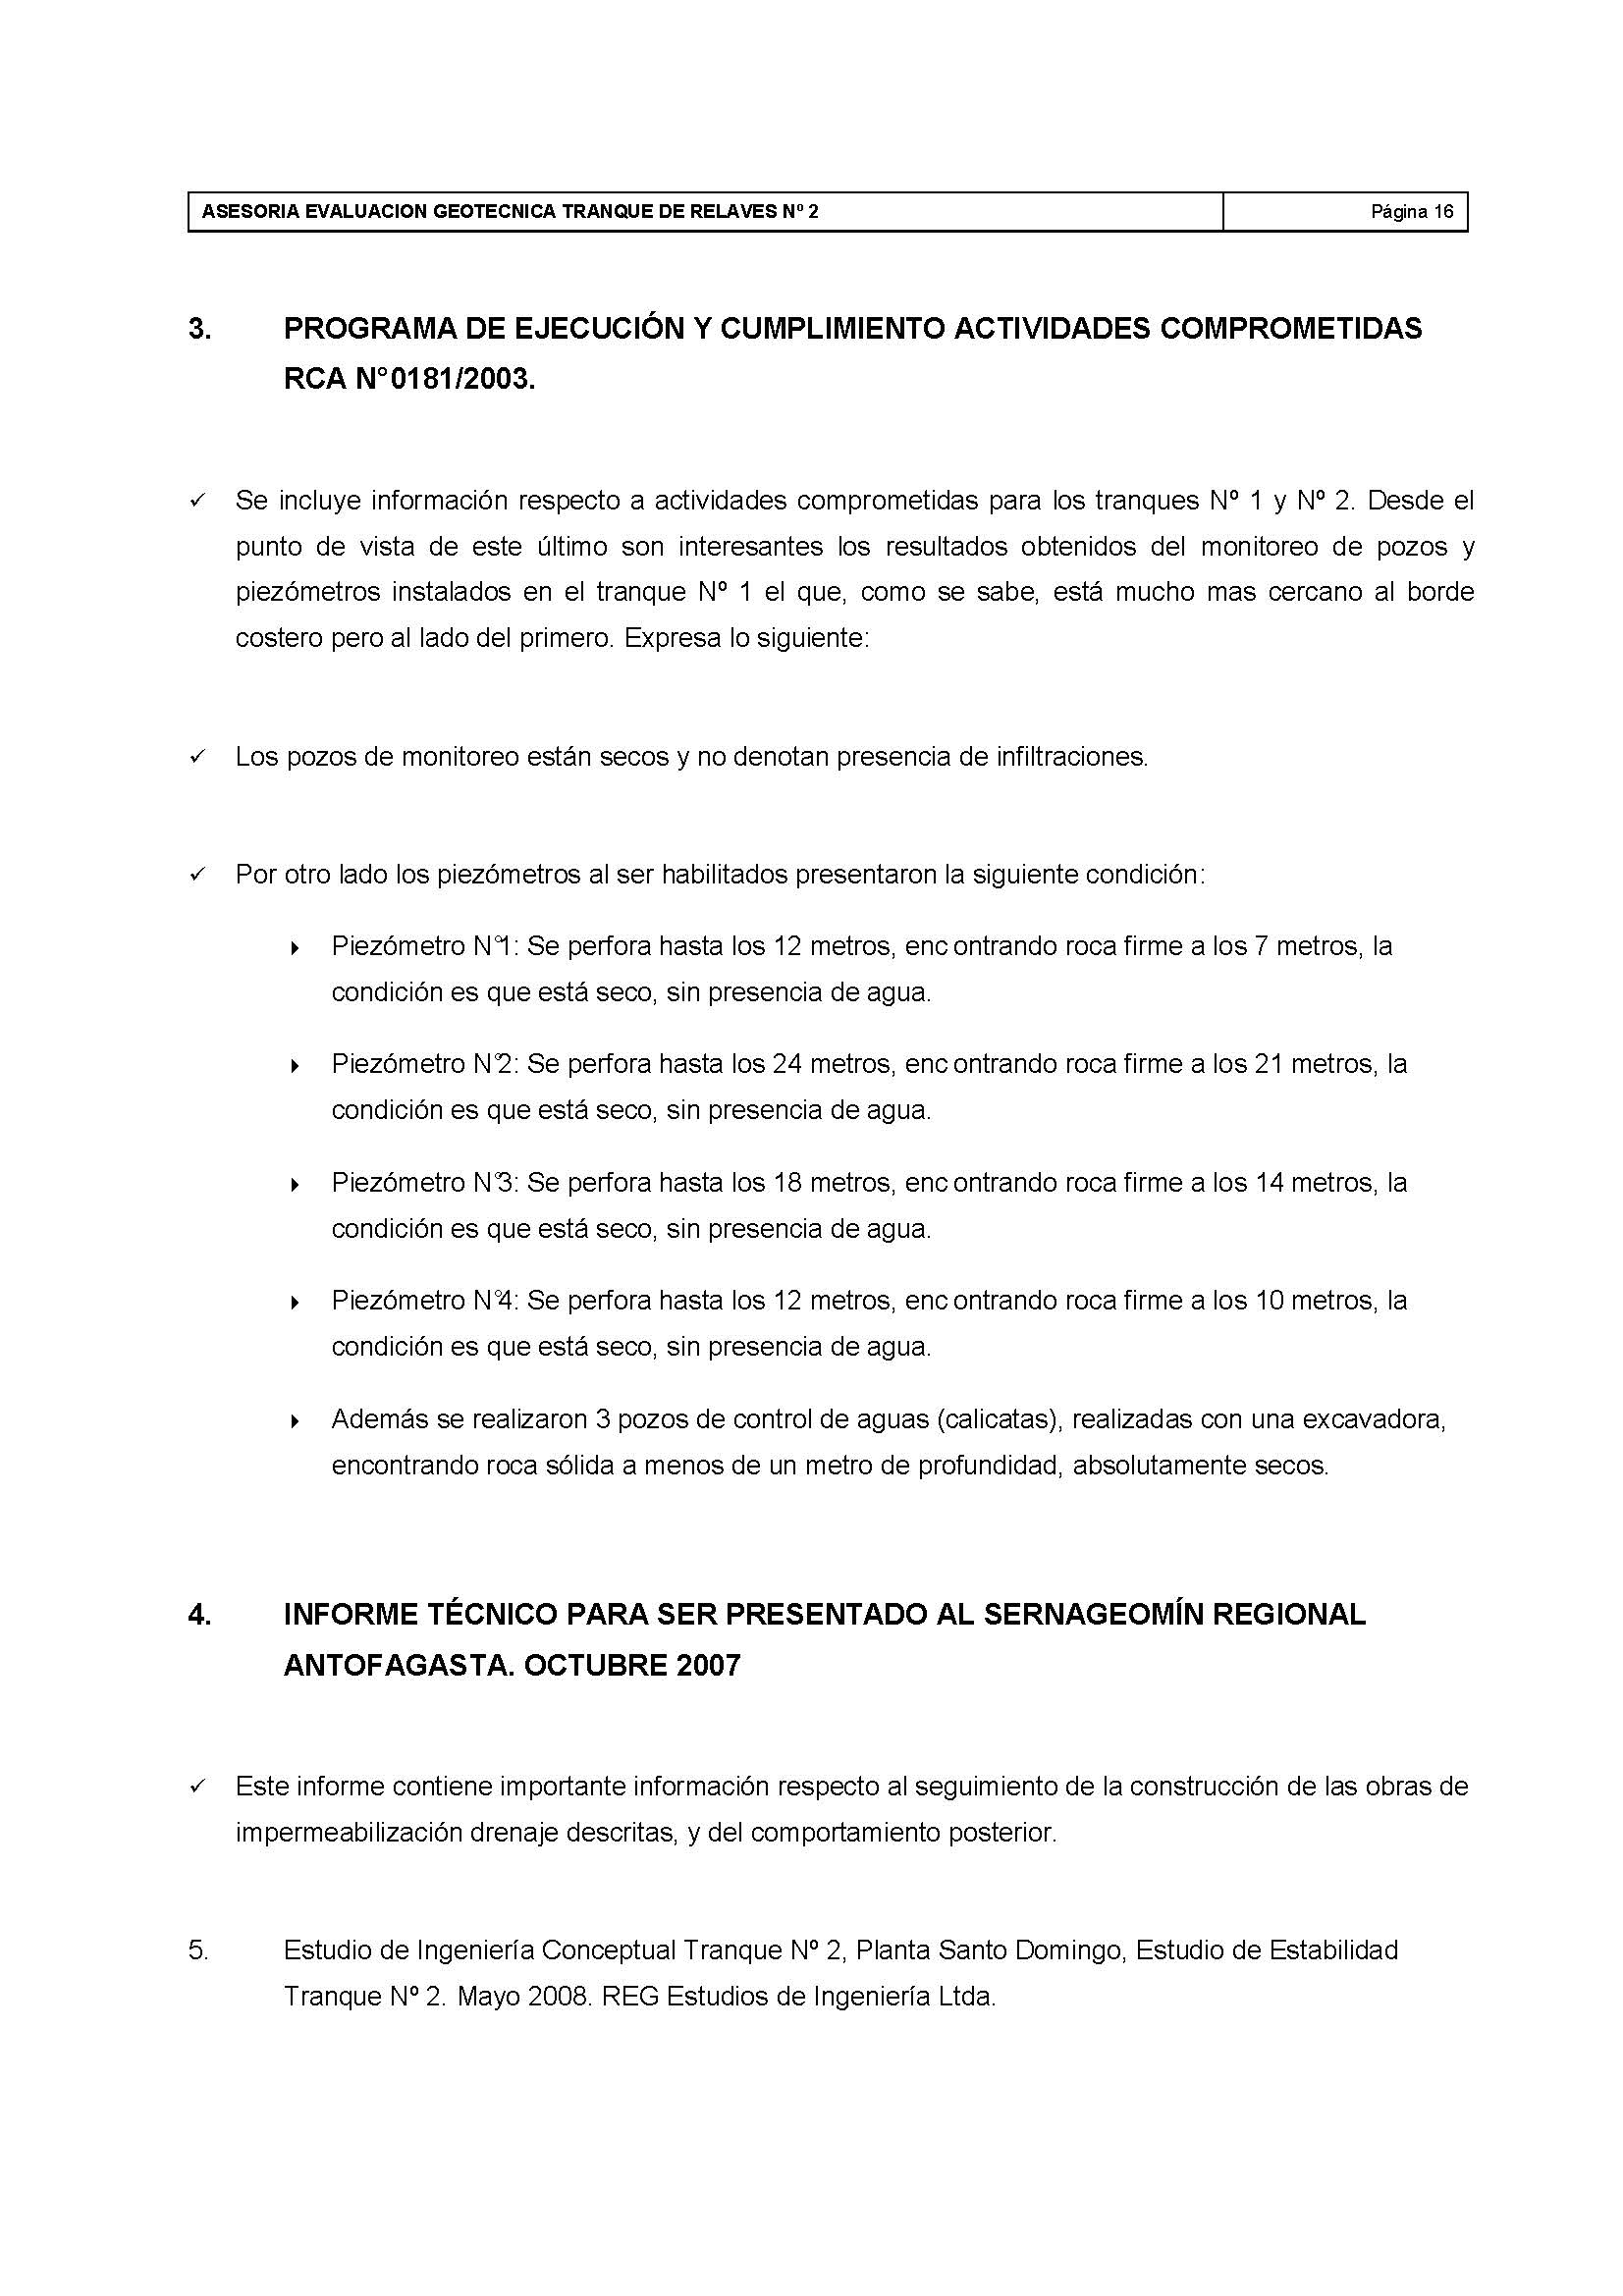 ASESORIA EVALUACION GEOTECNICA TRANQUE DE RELAVES Nº 2 Página 16
3. PROGRAMA DE EJECUCIÓN Y CUMPLIMIENTO ACTIVIDADES COMPROMETIDAS
RCA N°0181/2003.
✓ Se incluye información respecto a actividades comprometidas para los tranques Nº 1 y Nº 2. Desde el
punto de vista de este último son interesantes los resultados obtenidos del monitoreo de pozos y
piezómetros instalados en el tranque Nº 1 el que, como se sabe, está mucho mas cercano al borde
costero pero al lado del primero. Expresa lo siguiente:
✓ Los pozos de monitoreo están secos y no denotan presencia de infiltraciones.
✓ Por otro lado los piezómetros al ser habilitados presentaron la siguiente condición:
Piezómetro N°1: Se perfora hasta los 12 metros, enc ontrando roca firme a los 7 metros, la
condición es que está seco, sin presencia de agua.
Piezómetro N°2: Se perfora hasta los 24 metros, enc ontrando roca firme a los 21 metros, la
condición es que está seco, sin presencia de agua.
Piezómetro N°3: Se perfora hasta los 18 metros, enc ontrando roca firme a los 14 metros, la
condición es que está seco, sin presencia de agua.
Piezómetro N°4: Se perfora hasta los 12 metros, enc ontrando roca firme a los 10 metros, la
condición es que está seco, sin presencia de agua.
Además se realizaron 3 pozos de control de aguas (calicatas), realizadas con una excavadora,
encontrando roca sólida a menos de un metro de profundidad, absolutamente secos.
4. INFORME TÉCNICO PARA SER PRESENTADO AL SERNAGEOMÍN REGIONAL
ANTOFAGASTA. OCTUBRE 2007
✓ Este informe contiene importante información respecto al seguimiento de la construcción de las obras de
impermeabilización drenaje descritas, y del comportamiento posterior.
5. Estudio de Ingeniería Conceptual Tranque Nº 2, Planta Santo Domingo, Estudio de Estabilidad
Tranque Nº 2. Mayo 2008. REG Estudios de Ingeniería Ltda.